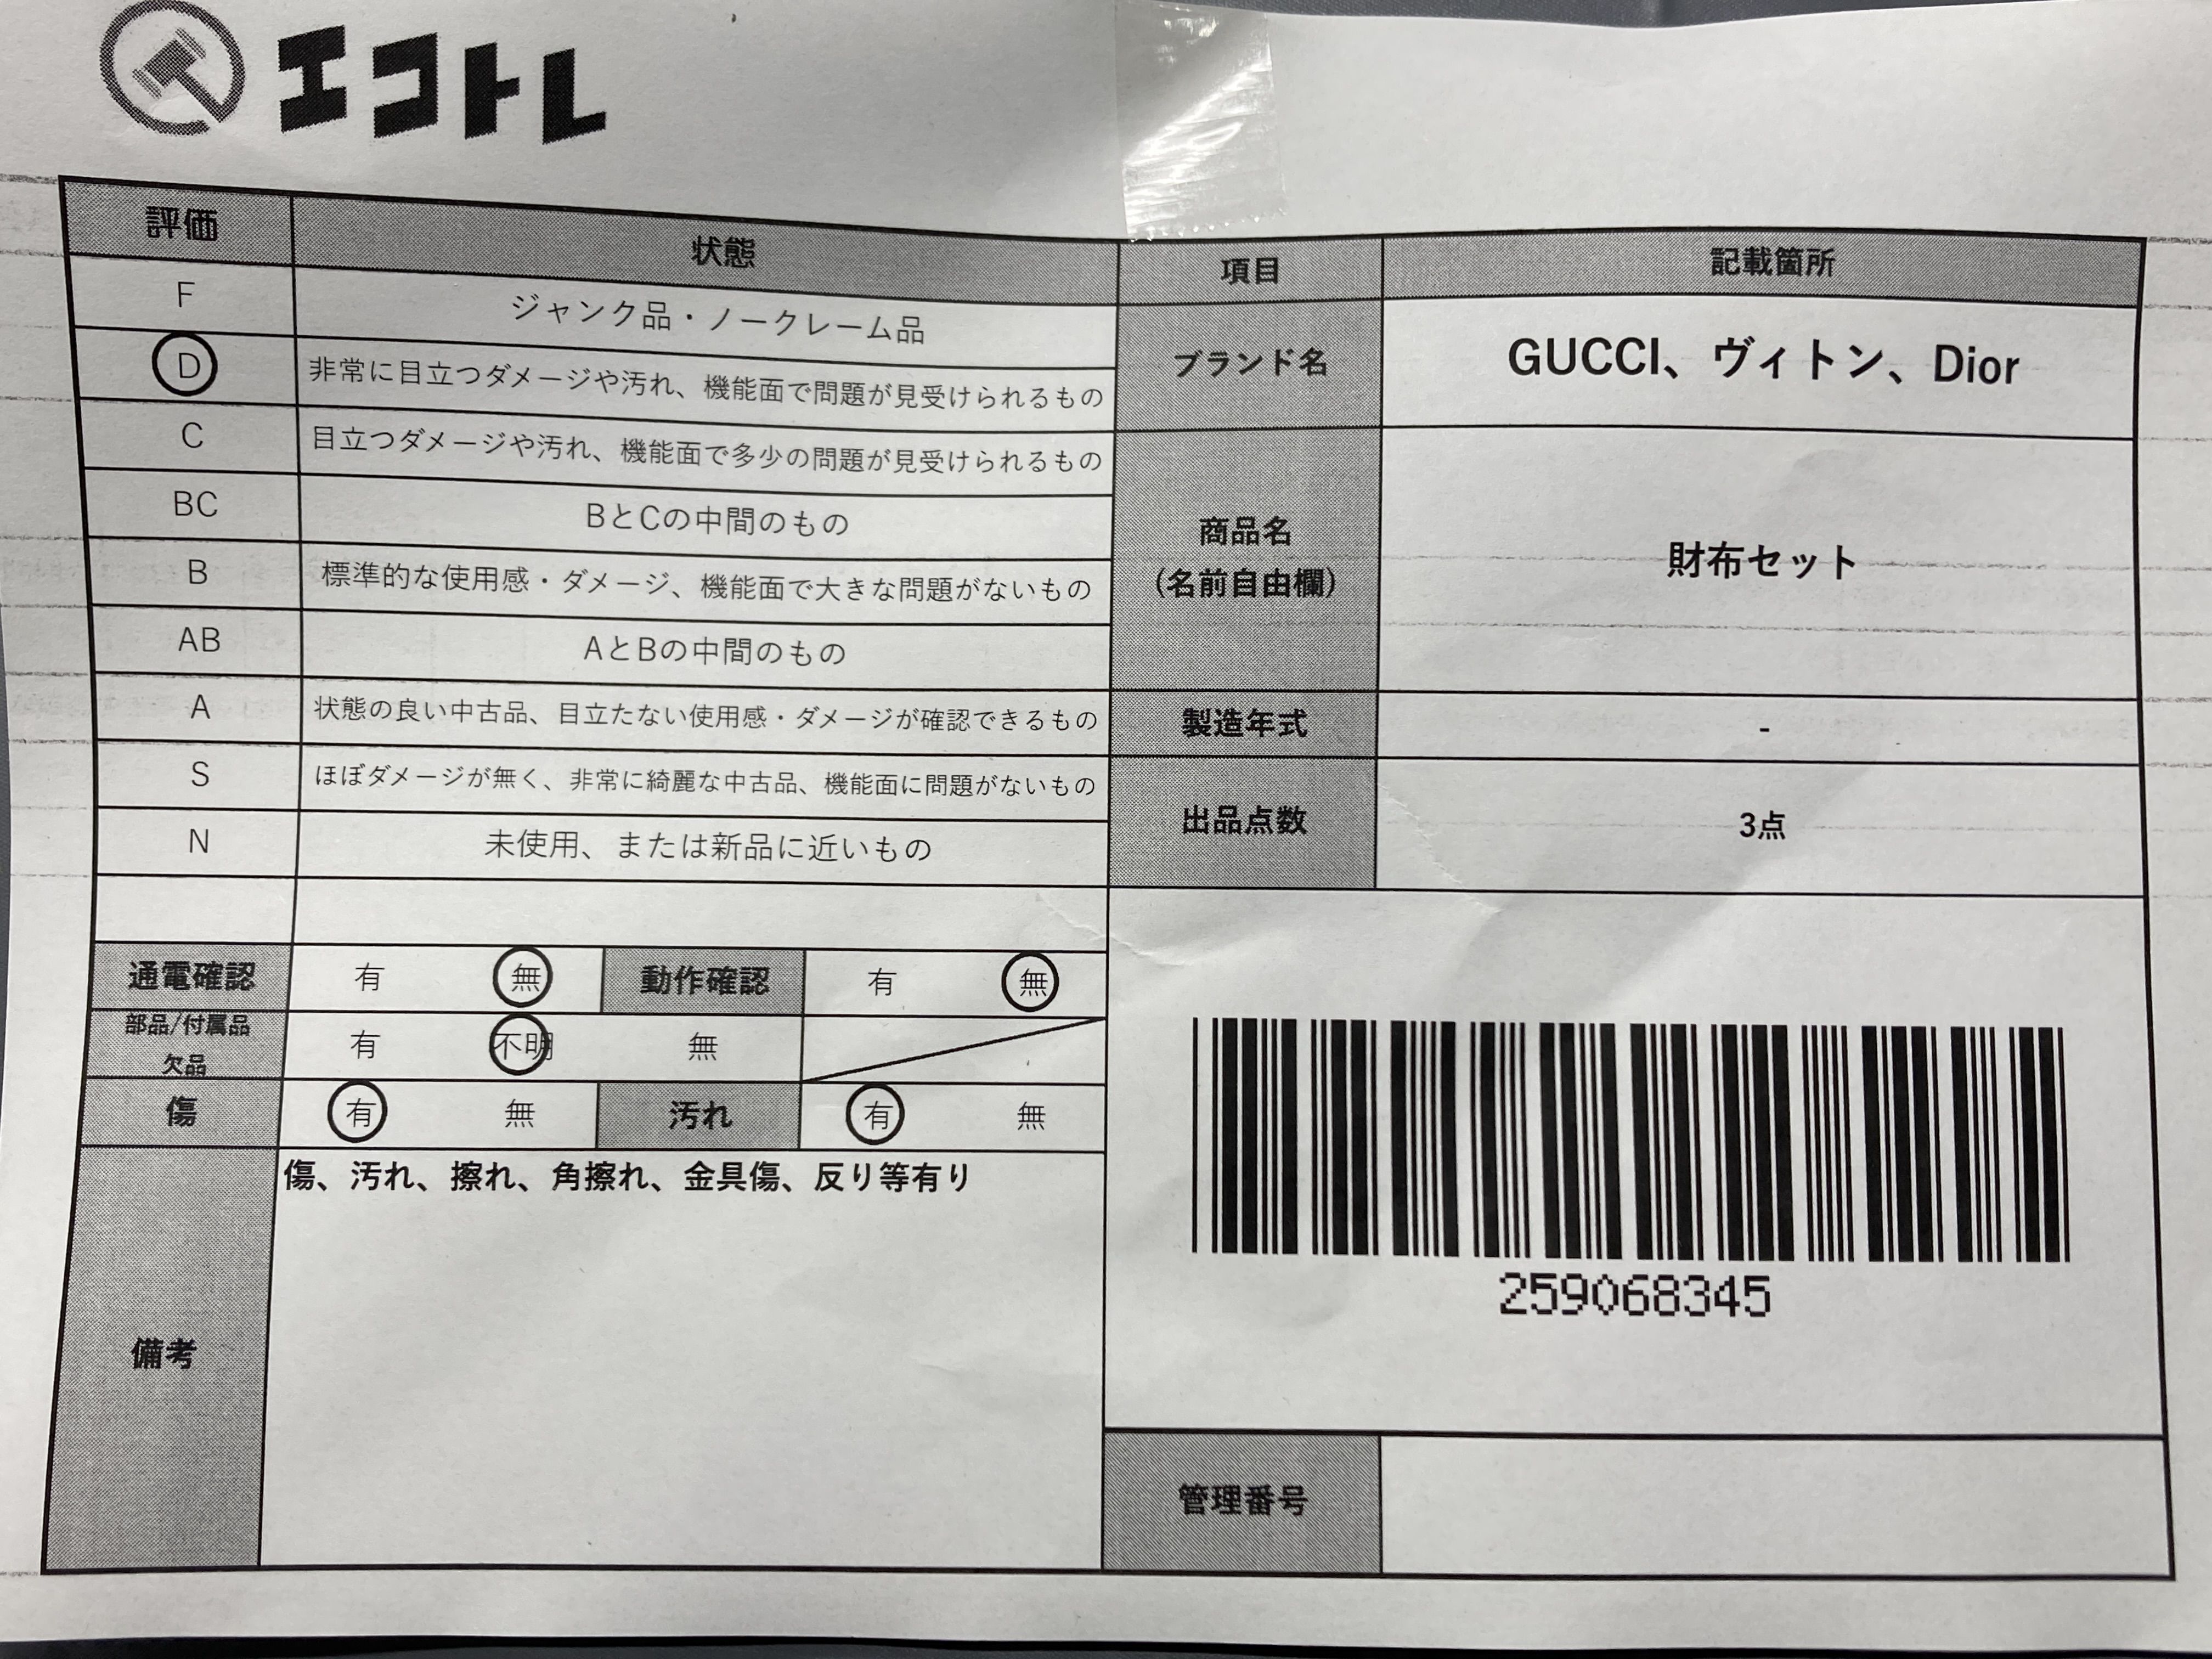 エコトレ
評価 状態
F ジャンク品・ノークレーム品
D 非常に目立つダメージや汚れ、機能面で問題が見受けられるもの
C 目立つダメージや汚れ、機能面で多少の問題が見受けられるもの
BC BとCの中間のもの
B 標準的な使用感・ダメージ、機能面で大きな問題がないもの
AB AとBの中間のもの
A 状態の良い中古品、目立たない使用感・ダメージが確認できるもの
S ほぼダメージが無く、非常に綺麗な中古品、機能面に問題がないもの
N 未使用、または新品に近いもの
通電確認 有 無 動作確認 有 無
部品/付属品
欠品 有 不明 無
傷 有 無 汚れ 有 無
備考 傷、汚れ、擦れ、角擦れ、金具傷、反り等有り
項目 記載箇所
ブランド名 GUCCI、ヴィトン、Dior
商品名
(名前自由欄) 財布セット
製造年式 -
出品点数 3点
259068345
管理番号